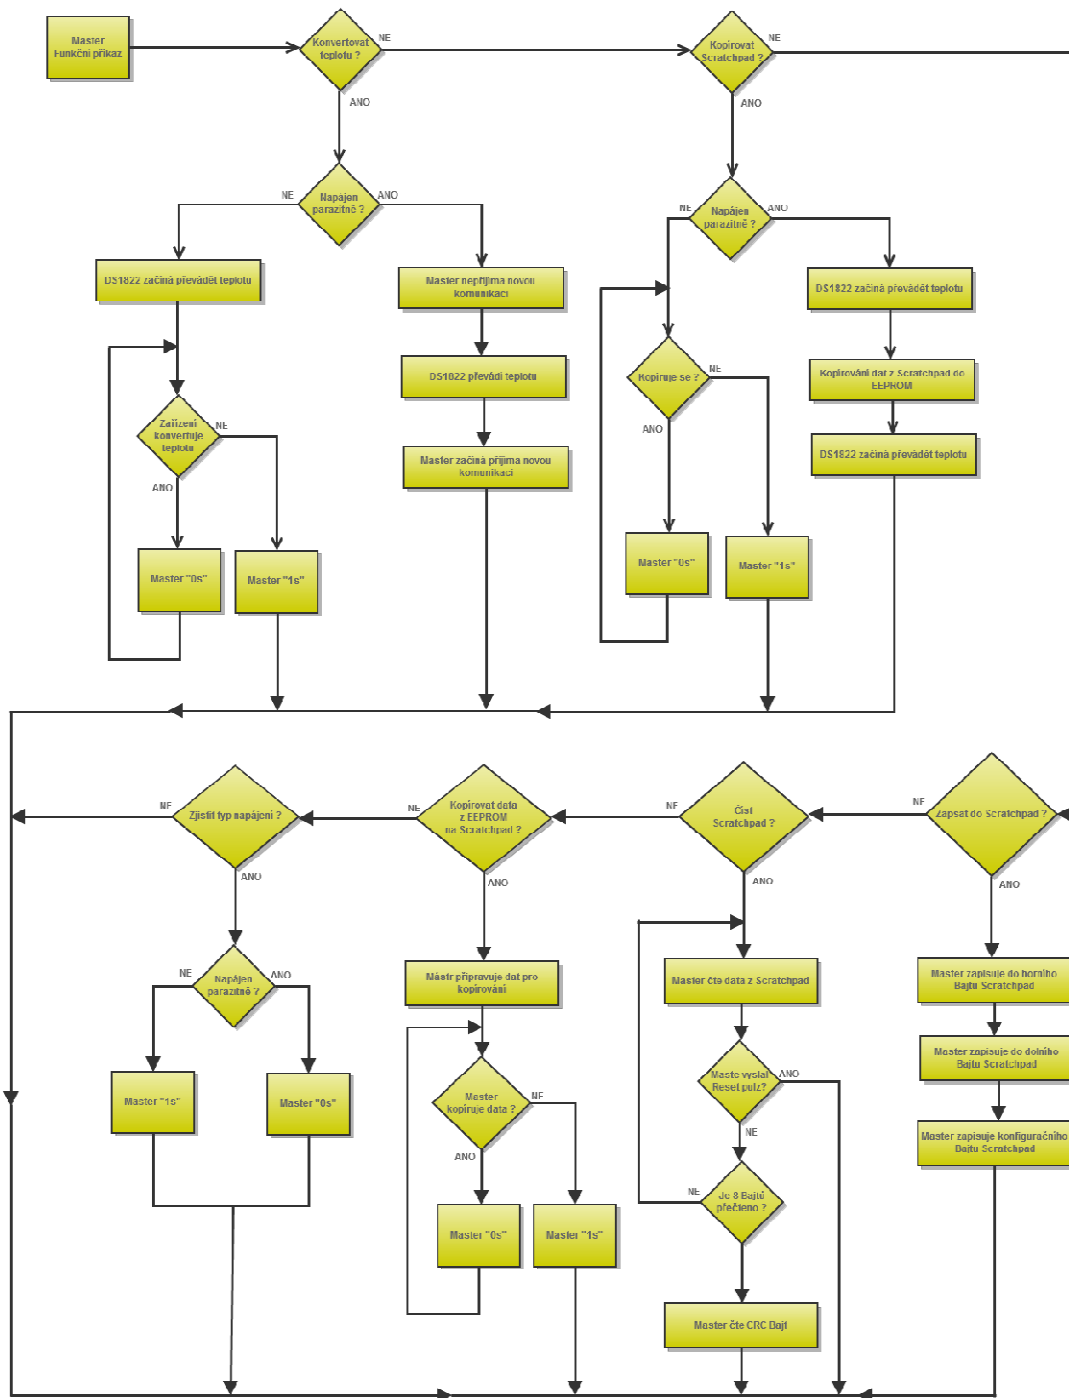 Master
Funkční příkaz
Konvertovat
teplotu ?
NE
ANO
Kopírovat
Scratchpad ?
NE
ANO
Napájen
parazitně ?
NE
ANO
Napájen
parazitně ?
NE
ANO
DS1822 začíná převádět teplotu
Master nepřijíma novou
komunikaci
DS1822 začíná převádět teplotu
DS1822 převádí teplotu
Kopírování dat z Scratchpad do
EEPROM
Kopíruje se ?
NE
ANO
Zařízení
konvertuje
teplotu
NE
ANO
Master začíná přijíma novou
komunikaci
DS1822 začíná převádět teplotu
Master "0s"
Master "1s"
Master "0s"
Master "1s"
Zjistit typ napájení ?
NE
ANO
Kopírovat data
z EEPROM
na Scratchpad ?
NE
ANO
Číst
Scratchpad ?
NE
ANO
Zapsat do Scratchpad ?
NE
ANO
Napájen
parazitně ?
NE
ANO
Mástr připravuje dat pro
kopírování
Master čte data z Scratchpad
Master zapisuje do horního
Bajtu Scratchpad
Master zapisuje do dolního
Bajtu Scratchpad
Master "1s"
Master "0s"
Master
kopíruje data ?
NE
ANO
Maste vyslal
Reset pulz?
ANO
NE
Master zapisuje konfiguračního
Bajtu Scratchpad
Je 8 Bajtů
přečteno ?
NE
Master "0s"
Master "1s"
Master čte CRC Bajt